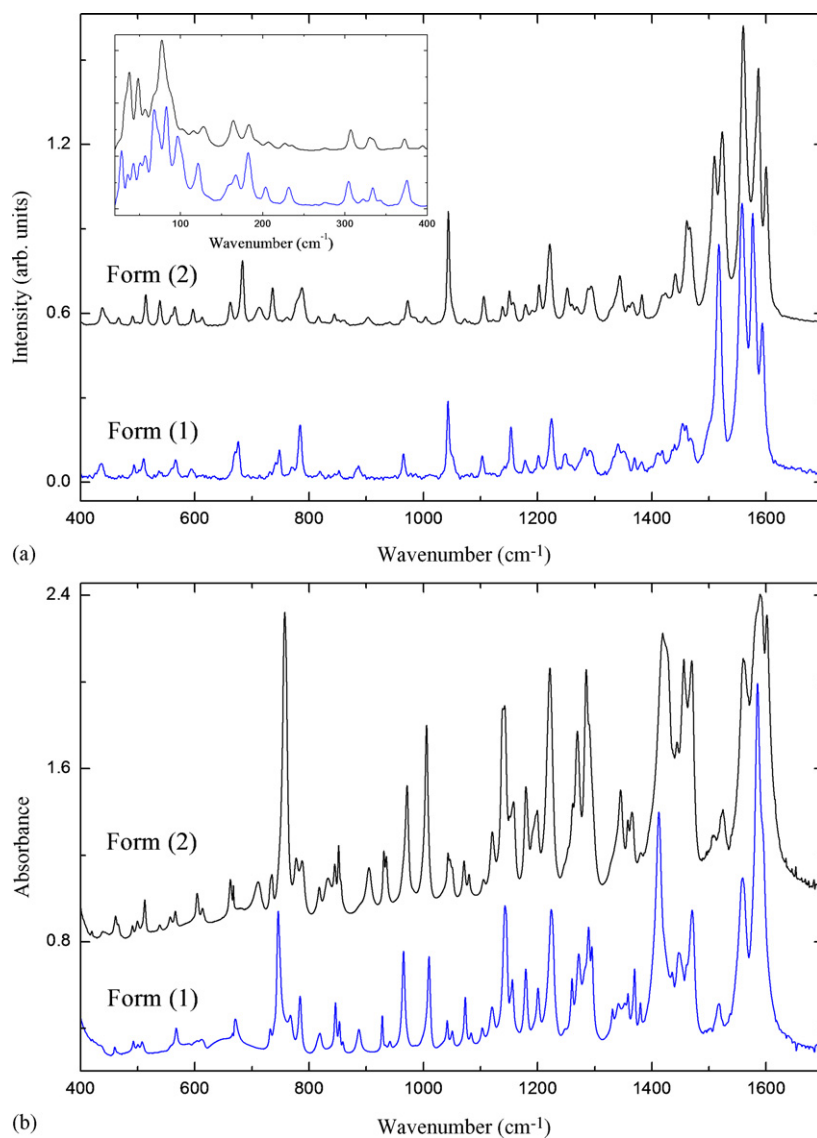 100 200 300 400
Wavenumber (cm-1)
1.2
0.6
0.0
Intensity (arb. units)
Form (2)
Form (1)
400 600 800 1000 1200 1400 1600
(a)
Wavenumber (cm-1)
2.4
1.6
0.8
Absorbance
Form (2)
Form (1)
400 600 800 1000 1200 1400 1600
(b)
Wavenumber (cm-1)